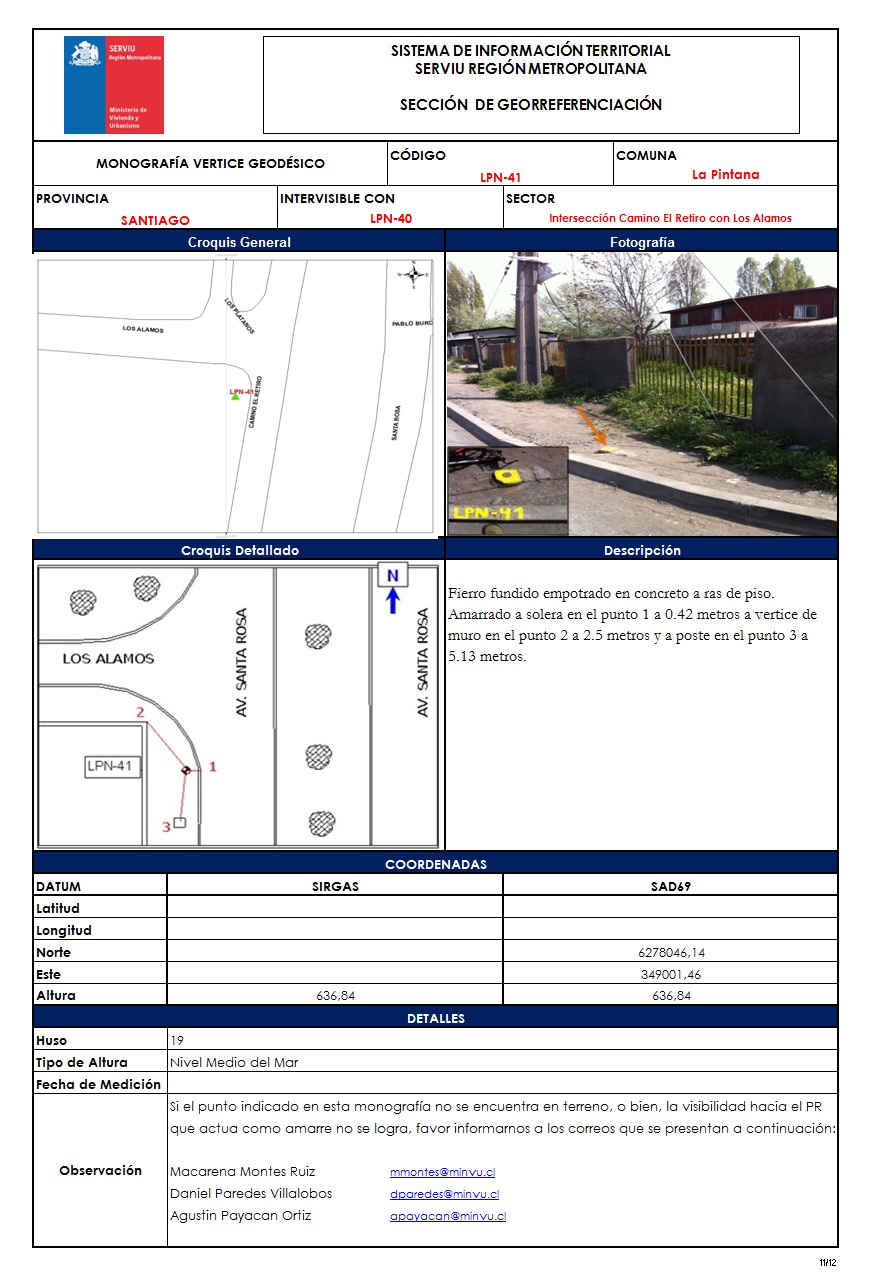 SERVIU
Región Metropolitana
Ministerio de
Vivienda y
Urbanismo
SISTEMA DE INFORMACIÓN TERRITORIAL
SERVIU REGIÓN METROPOLITANA
SECCIÓN DE GEORREFERENCIACIÓN
MONOGRAFÍA VERTICE GEODÉSICO
CÓDIGO
LPN-41
COMUNA
La Pintana
PROVINCIA
SANTIAGO
INTERVISIBLE CON
LPN-40
SECTOR
Intersección Camino El Retiro con Los Alamos
Croquis General
Fotografía
N
W E
S
LOS PLATANOS
LOS ALAMOS
PABLO BURC
LPN-41
CAMINO EL RETIRO
SANTA ROSA
LPN-41
Croquis Detallado
Descripción
N
LOS ALAMOS
AV. SANTA ROSA
AV. SANTA ROSA
2
LPN-41
1
3
Fierro fundido empotrado en concreto a ras de piso.
Amarrado a solera en el punto 1 a 0.42 metros a vertice de
muro en el punto 2 a 2.5 metros y a poste en el punto 3 a
5.13 metros.
COORDENADAS
DATUM SIRGAS SAD69
Latitud
Longitud
Norte 6278046,14
Este 349001,46
Altura 636,84 636,84
DETALLES
Huso 19
Tipo de Altura Nivel Medio del Mar
Fecha de Medición
Observación
Si el punto indicado en esta monografía no se encuentra en terreno, o bien, la visibilidad hacia el PR
que actua como amarre no se logra, favor informarnos a los correos que se presentan a continuación:
Macarena Montes Ruiz mmontes@minvu.cl
Daniel Paredes Villalobos dparedes@minvu.cl
Agustin Payacan Ortiz apayacan@minvu.cl
11/12